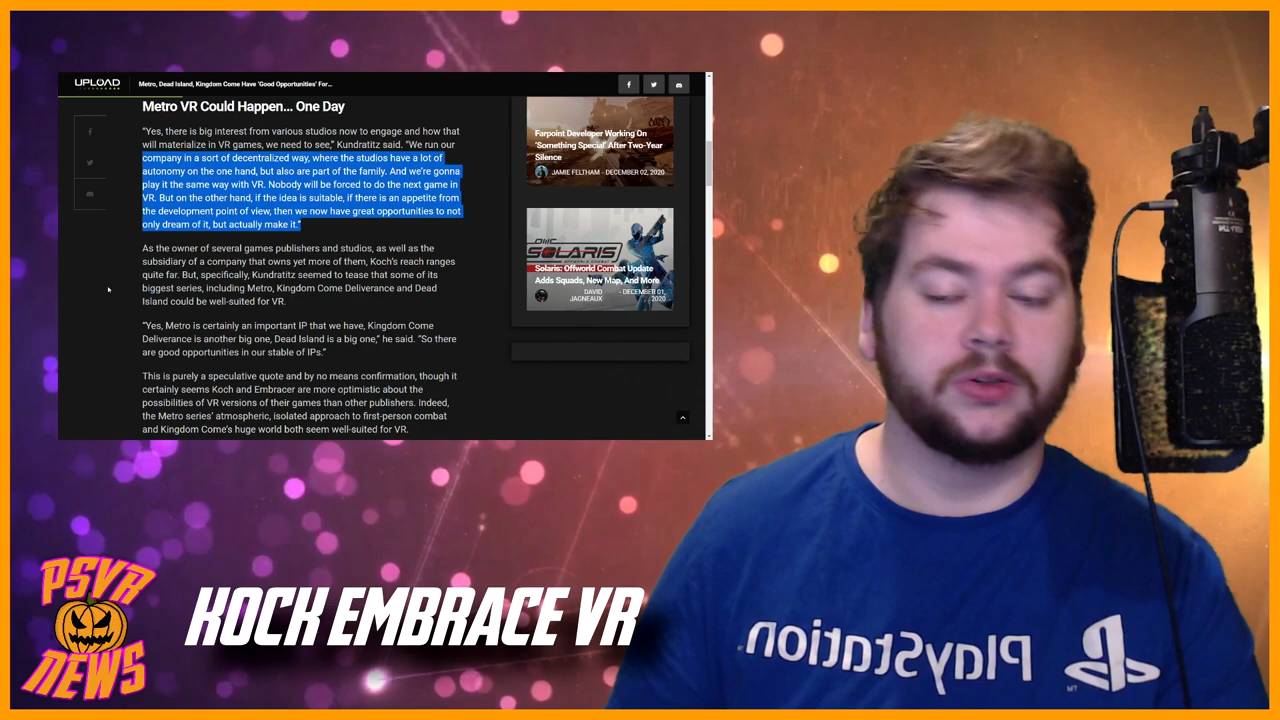 UPLOAD
Metro, Dead Island, Kingdom Come Have 'Good Opportunities' For...
Metro VR Could Happen... One Day
"Yes, there is big interest from various studios now to engage and how that
will materialize in VR games, we need to see," Kundratitz said. "We run our
company in a sort of decentralized way, where the studios have a lot of
autonomy on the one hand, but also are part of the family. And we're gonna
play it the same way with VR. Nobody will be forced to do the next game in
VR. But on the other hand, if the idea is suitable, if there is an appetite from
the development point of view, then we now have great opportunities to not
only dream of it, but actually make it."
As the owner of several games publishers and studios, as well as the
subsidiary of a company that owns yet more of them, Koch's reach ranges
quite far. But, specifically, Kundratitz seemed to tease that some of its
biggest series, including Metro, Kingdom Come Deliverance and Dead
Island could be well-suited for VR.
"Yes, Metro is certainly an important IP that we have, Kingdom Come
Deliverance is another big one, Dead Island is a big one," he said. "So there
are good opportunities in our stable of IPs."
This is purely a speculative quote and by no means confirmation, though it
certainly seems Koch and Embracer are more optimistic about the
possibilities of VR versions of their games than other publishers. Indeed,
the Metro series' atmospheric, isolated approach to first-person combat
and Kingdom Come's huge world both seem well-suited for VR.
Farpoint Developer Working On
'Something Special' After Two-Year
Silence
JAMIE FELTHAM - DECEMBER 02, 2020
SOLARIS
Solaris: Offworld Combat Update
Adds Squads, New Map, And More
DAVID
JAGNEAUX
- DECEMBER 01,
2020
PSVR
NEWS
KOCK EMBRACE VR
PlayStation
TM